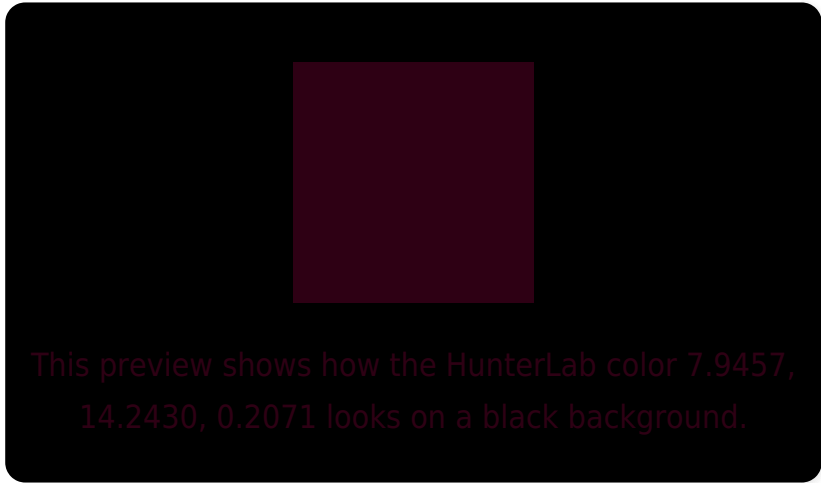 This preview shows how the HunterLab color 7.9457,
14.2430, 0.2071 looks on a black background.